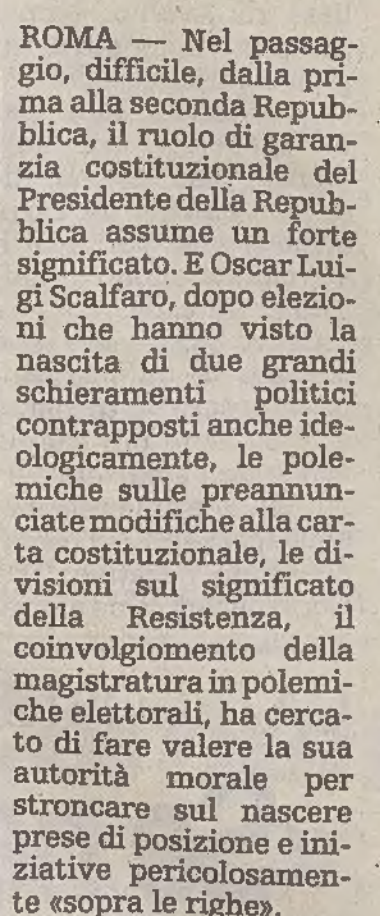 ROMA — Nel passag-
gio, difficile, dalla pri-
ma alla seconda Repub-
blica, il ruolo di garan-
zia costituzionale del
Presidente della Repub-
blica assume un forte
significato. E Oscar Lui-
gi Scalfaro, dopo elezio-
ni che hanno visto la
nascita di due grandi
schieramenti politici
contrapposti anche ide-
ologicamente, le pole-
miche sulle preannun-
ciate modifiche alla car-
ta costituzionale, le di-
visioni sul significato
della Resistenza, il
coinvolgiomento della
magistratura in polemi-
che elettorali, ha cerca-
to di fare valere la sua
autorità morale per
stroncare sul nascere
prese di posizione e ini-
ziative pericolosamen-
te «sopra le righe».